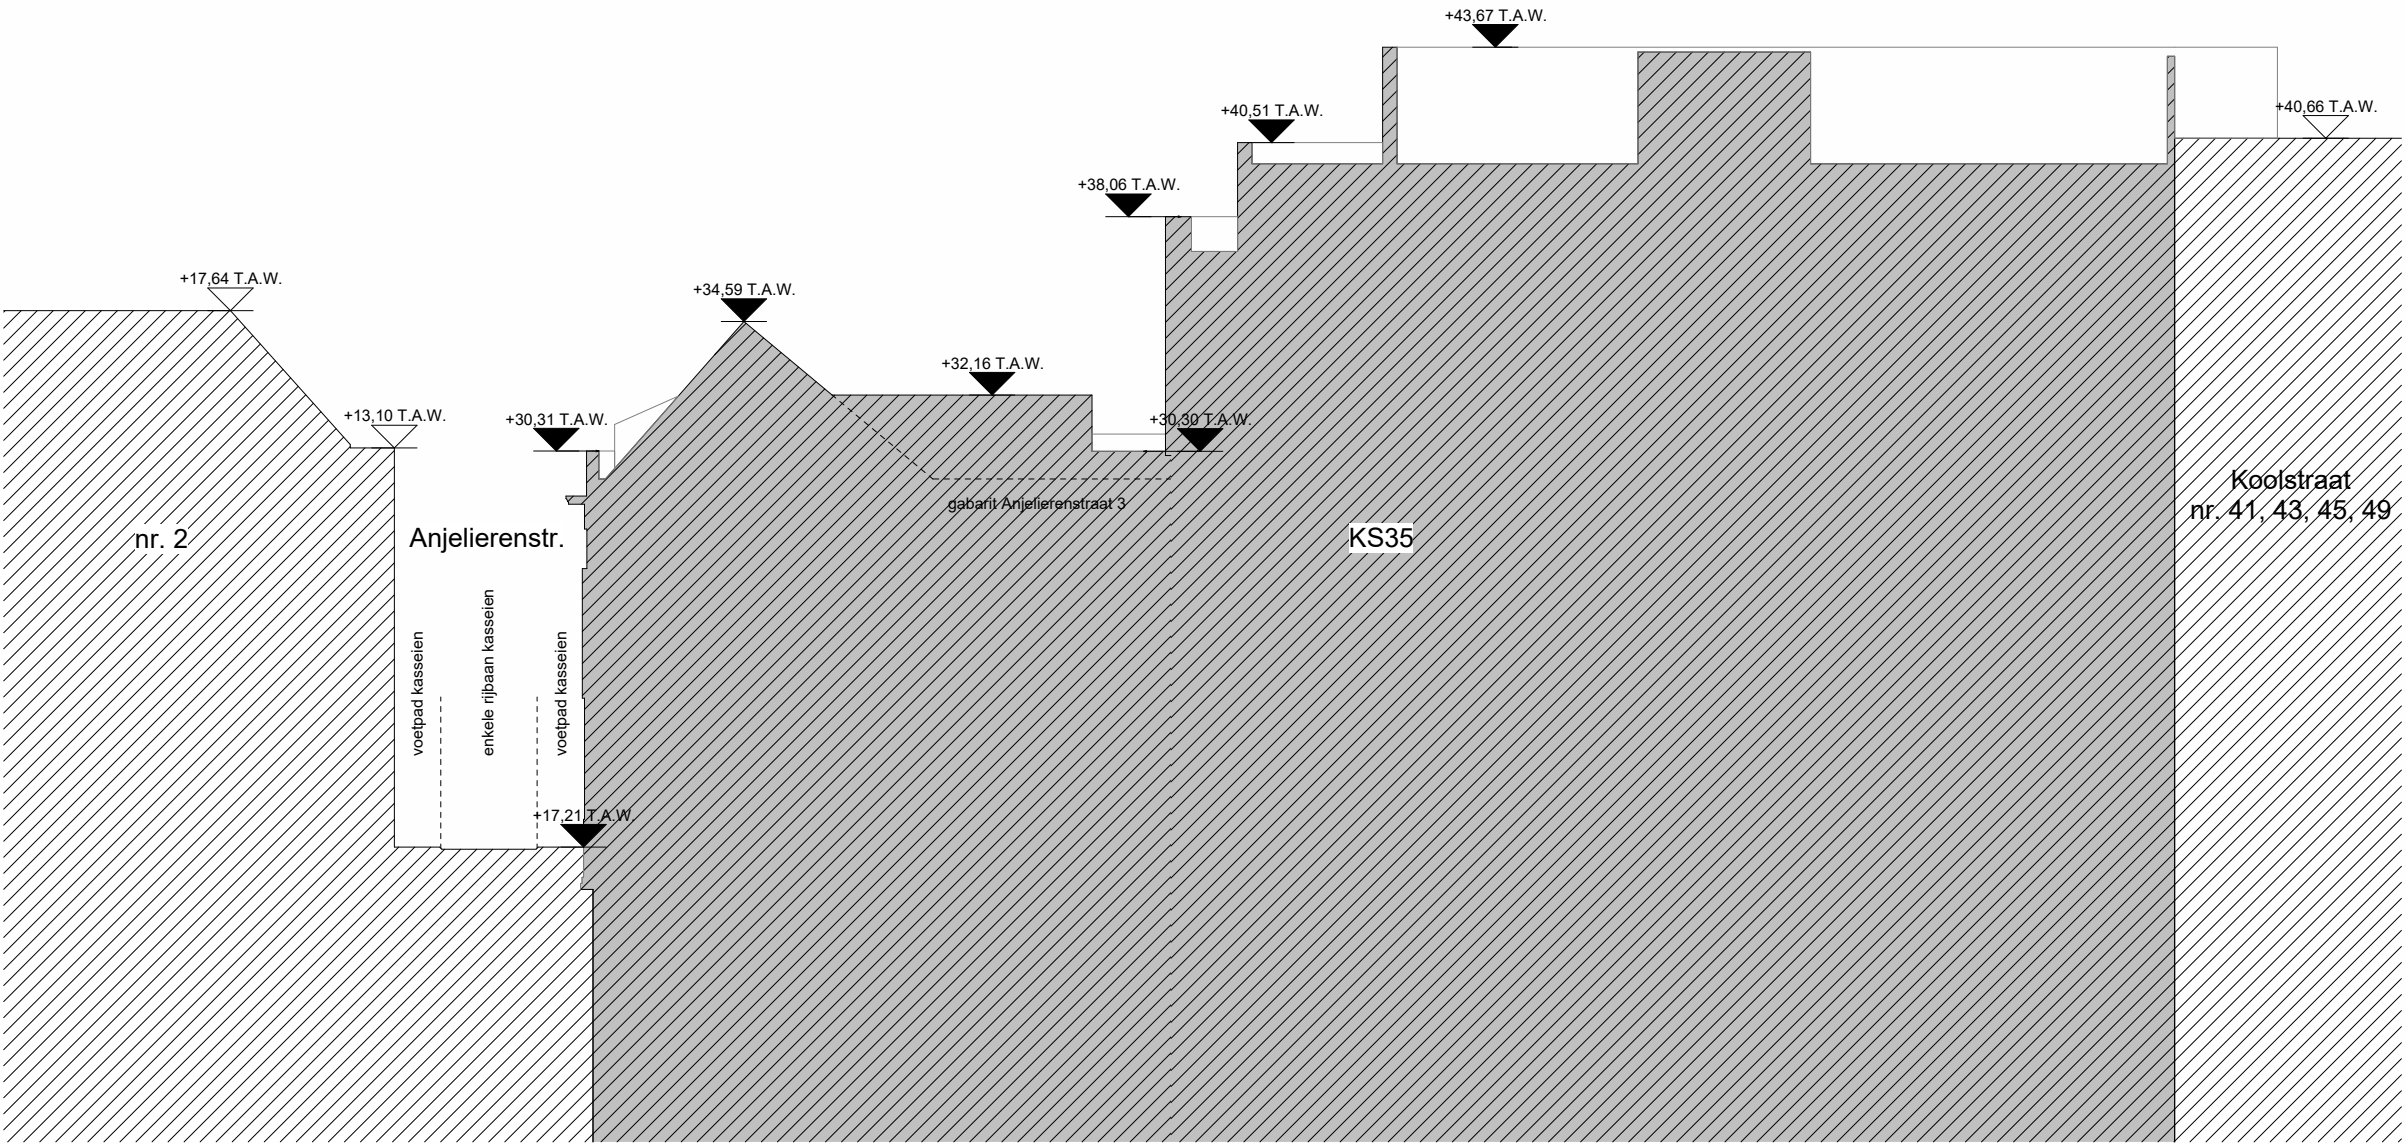 +43,67 T.A.W.
+40,51 T.A.W.
+40,66 T.A.W.
+38,06 T.A.W.
+17,64 T.A.W.
+34,59 T.A.W.
+32,16 T.A.W.
+13,10 T.A.W.
+30,31 T.A.W.
+30,30 T.A.W.
gabarit Anjelierenstraat 3
Koolstraat
nr. 41, 43, 45, 49
nr. 2
Anjelierenstr.
KS35
voetpad kasseien
enkele rijbaan kasseien
voetpad kasseien
+17,21 T.A.W.